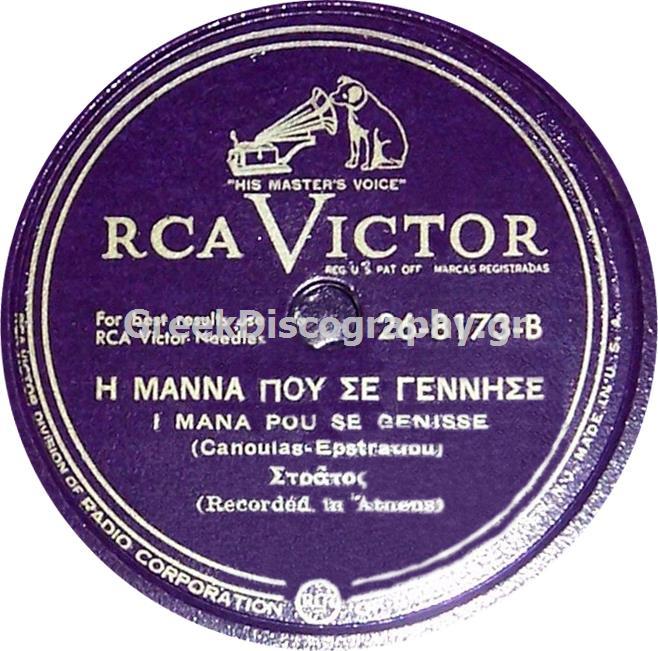 "HIS MASTER'S VOICE"
RCA VICTOR
REG. U.S. PAT. OFF. MARCAS REGISTRADAS
GreekDiscography.gr
For best results use
RCA Victor Needles
26-8173-B
Η ΜΑΝΝΑ ΠΟΥ ΣΕ ΓΕΝΝΗΣΕ
I MANA POU SE GENISSE
(Canoulas-Epstratiou)
Στράτος
(Recorded in Athens)
RCA VICTOR DIVISION OF RADIO CORPORATION
MADE IN U.S.A.